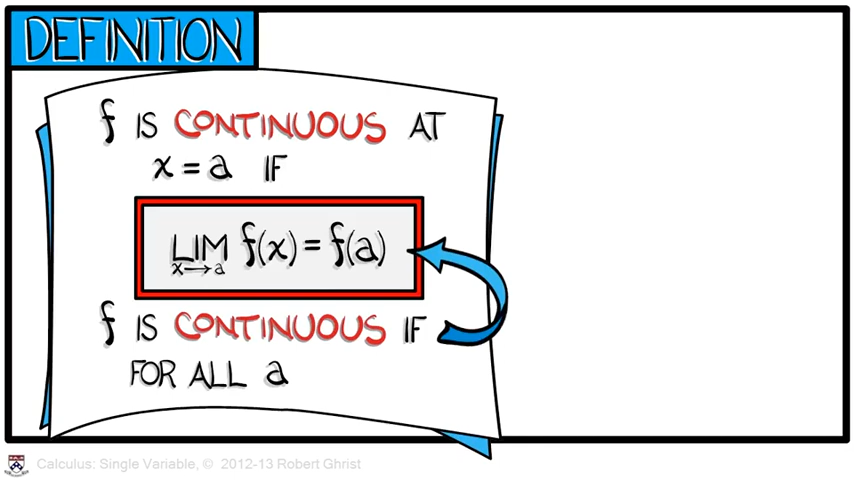 DEFINITION
f IS CONTINUOUS AT
x = a IF
LIM f(x) = f(a)
x→a
f IS CONTINUOUS IF
FOR ALL a
Calculus: Single Variable, © 2012-13 Robert Ghrist